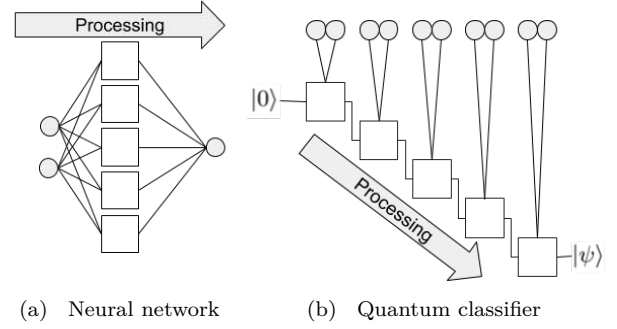 Processing
|0⟩
Processing
|ψ⟩
(a) Neural network
(b) Quantum classifier